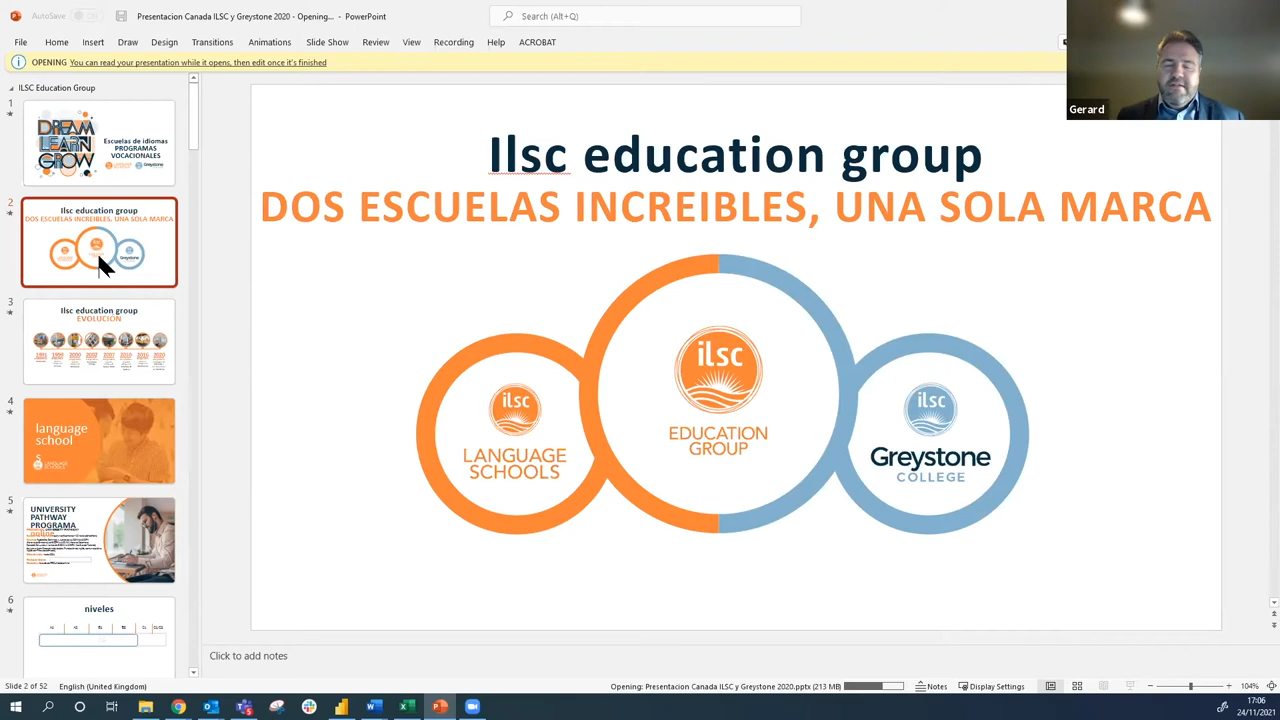 AutoSave
Off
Presentacion Canada ILSC y Greystone 2020 - Opening... - PowerPoint
Search (Alt+Q)
File
Home
Insert
Draw
Design
Transitions
Animations
Slide Show
Review
View
Recording
Help
ACROBAT
OPENING
You can read your presentation while it opens, then edit once it's finished
Gerard
ILSC Education Group
1
DREAM
LEARN
GROW
Escuelas de idiomas
PROGRAMAS
VOCACIONALES
Greystone
2
Ilsc education group
DOS ESCUELAS INCREIBLES, UNA SOLA MARCA
Greystone
3
Ilsc education group
EVOLUCION
4
language
school
5
UNIVERSITY
PATHWAY
PROGRAMA
online
6
niveles
Ilsc education group
DOS ESCUELAS INCREIBLES, UNA SOLA MARCA
ilsc
LANGUAGE
SCHOOLS
ilsc
EDUCATION
GROUP
ilsc
Greystone
COLLEGE
Click to add notes
Slide 2 of 52
English (United Kingdom)
Opening: Presentacion Canada ILSC y Greystone 2020.pptx (213 MB)
Notes
Display Settings
104%
17:06
24/11/2021